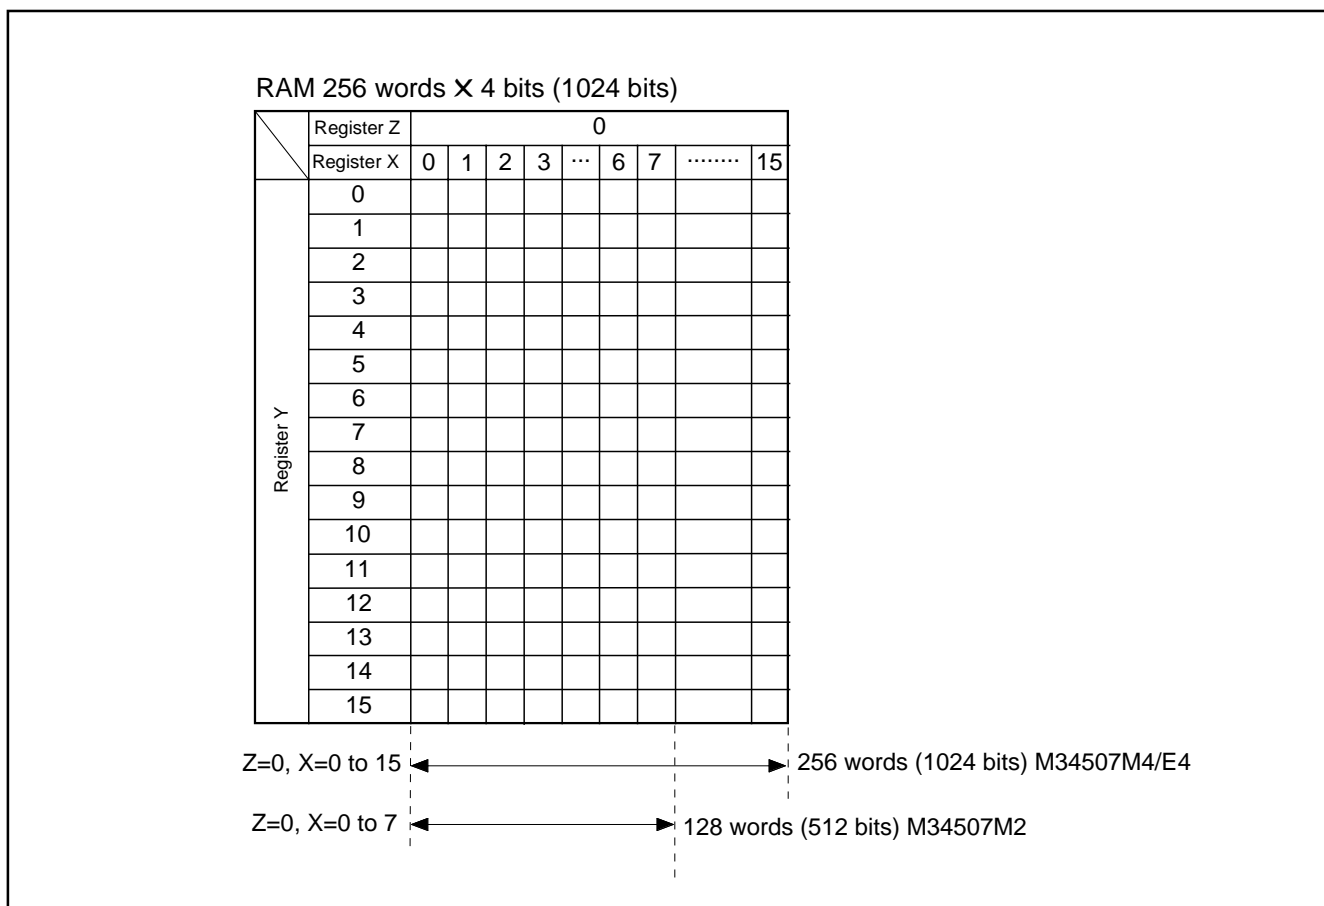 RAM 256 words ✕ 4 bits (1024 bits)
Register Z 0
Register X 0 1 2 3 ... 6 7 ........ 15
Register Y
0
1
2
3
4
5
6
7
8
9
10
11
12
13
14
15
Z=0, X=0 to 15 256 words (1024 bits) M34507M4/E4
Z=0, X=0 to 7 128 words (512 bits) M34507M2